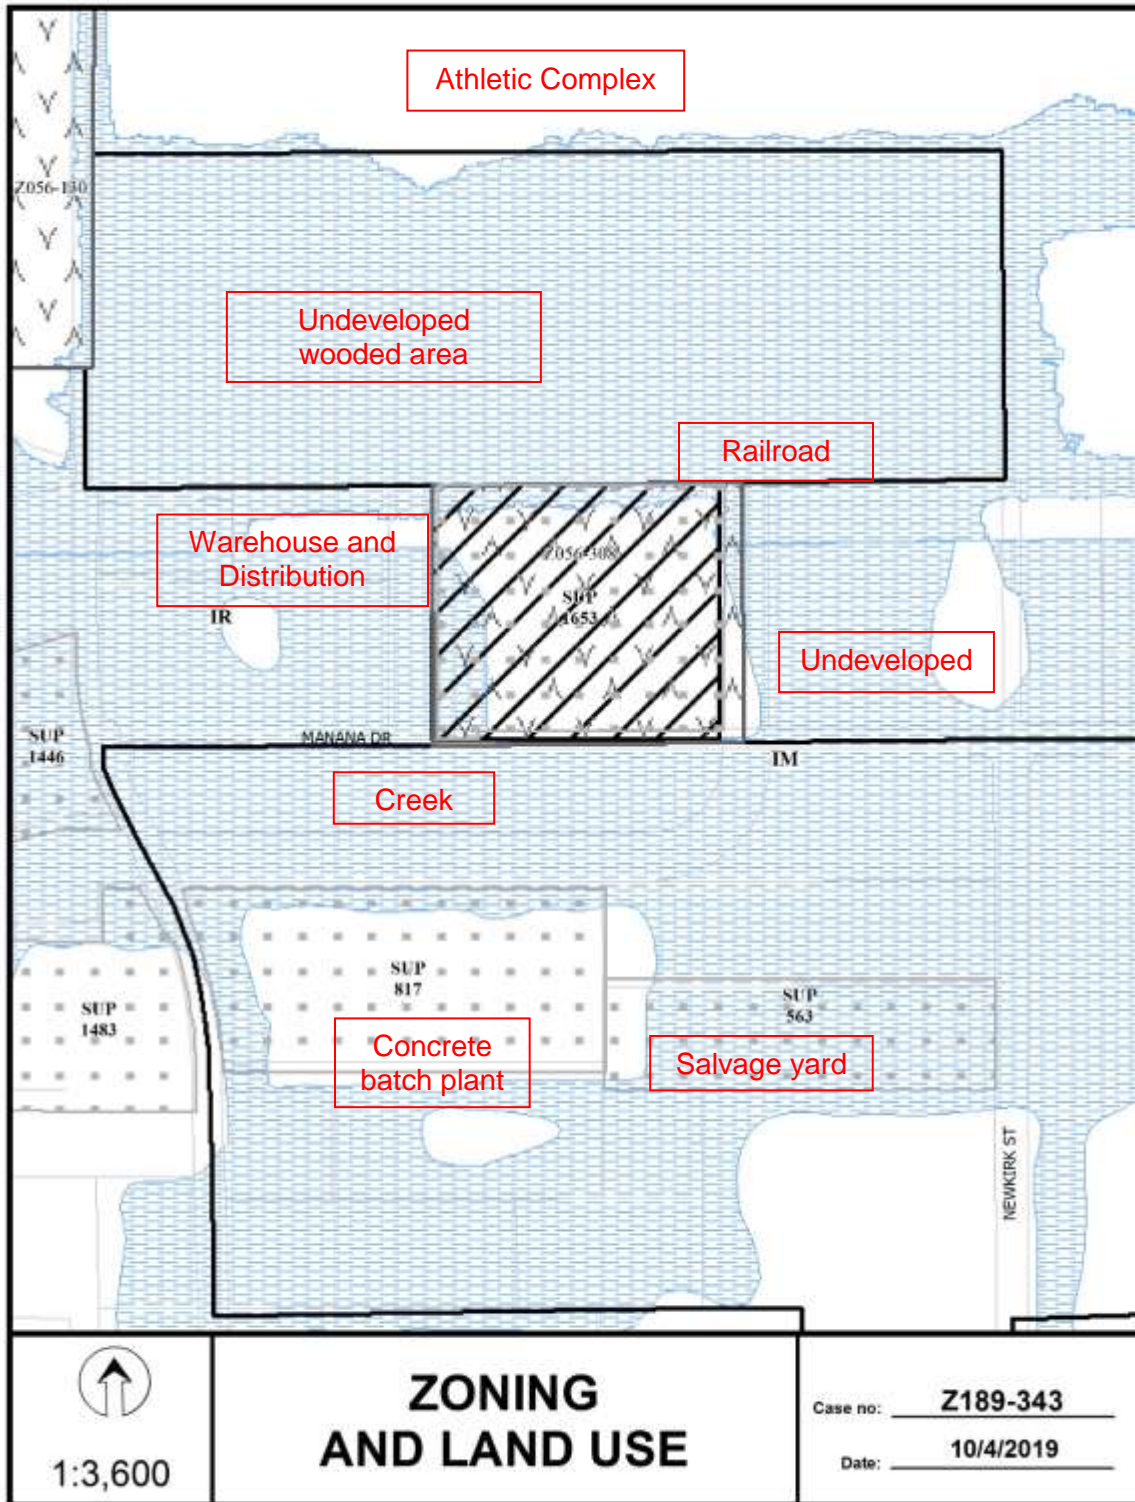 Athletic Complex
Z056-130
Undeveloped
wooded area
Railroad
Warehouse and
Distribution
Z056-308
SUP
1653
IR
Undeveloped
SUP
1446
MANANA DR
IM
Creek
SUP
817
SUP
1483
SUP
563
Concrete
batch plant
Salvage yard
NEWKIRK ST
1:3,600
ZONING
AND LAND USE
Case no: Z189-343
Date: 10/4/2019